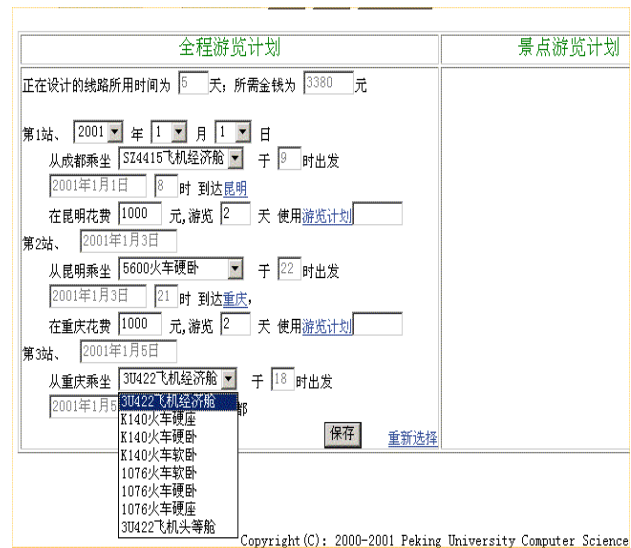 全程游览计划
景点游览计划
正在设计的线路所用时间为 5 天; 所需金钱为 3380 元
第1站、 2001 年 1 月 1 日
从成都乘坐 SZ4415飞机经济舱 于 9 时出发
2001年1月1日 8 时 到达昆明
在昆明花费 1000 元,游览 2 天 使用游览计划
第2站、 2001年1月3日
从昆明乘坐 5600火车硬卧 于 22 时出发
2001年1月3日 21 时 到达重庆,
在重庆花费 1000 元,游览 2 天 使用游览计划
第3站、 2001年1月5日
从重庆乘坐 3U422飞机经济舱 于 18 时出发
2001年1月5
都
3U422飞机经济舱
K140火车硬座
K140火车硬卧
K140火车软卧
1076火车软卧
1076火车硬卧
1076火车硬座
3U422飞机头等舱
保存 重新选择
Copyright(C): 2000-2001 Peking University Computer Science